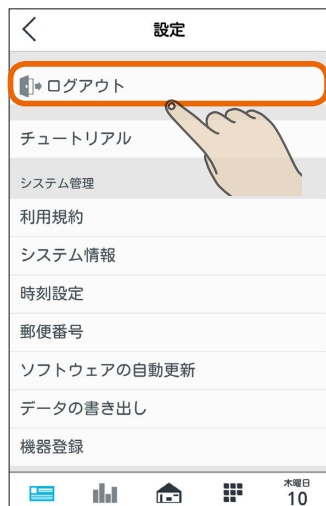 設定
ログアウト
チュートリアル
システム管理
利用規約
システム情報
時刻設定
郵便番号
ソフトウェアの自動更新
データの書き出し
機器登録
木曜日
10